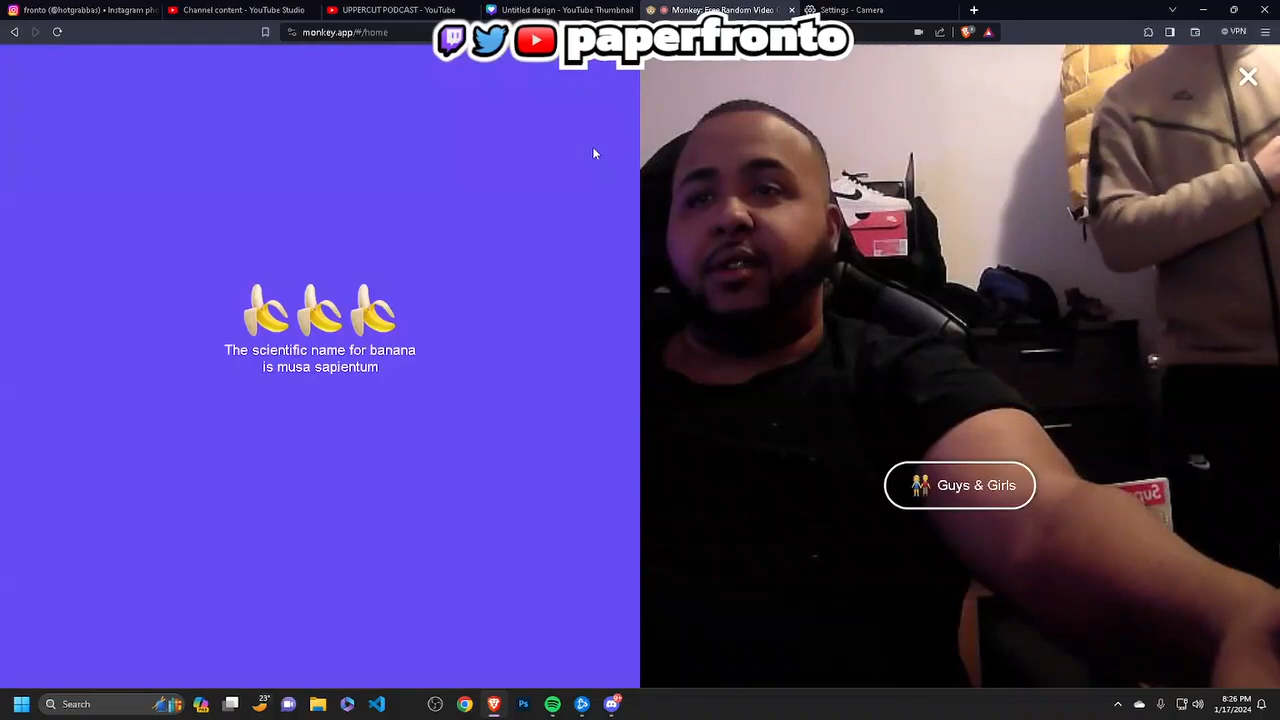 fronto (@hotgrabbas) • Instagram ph
Channel content - YouTube Studio
UPPERCUT PODCAST - YouTube
Untitled design - YouTube Thumbnail
Monkey: Free Random Video C
Settings - Camera
monkey.app/#/home
VPN
paperfronto
The scientific name for banana
is musa sapientum
Guys & Girls
Search
23°
8:26 PM
1/17/2024